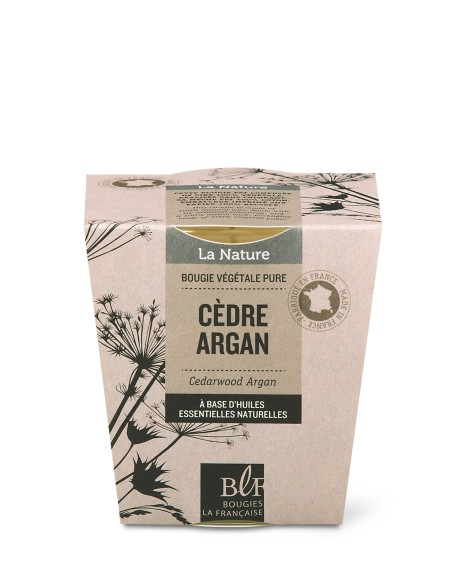 La Nature
La Nature
BOUGIE VÉGÉTALE PURE
CÈDRE
ARGAN
Cedarwood Argan
À BASE D'HUILES
ESSENTIELLES NATURELLES
FABRIQUÉ EN FRANCE
MADE IN FRANCE
BlF
BOUGIES
LA FRANÇAISE